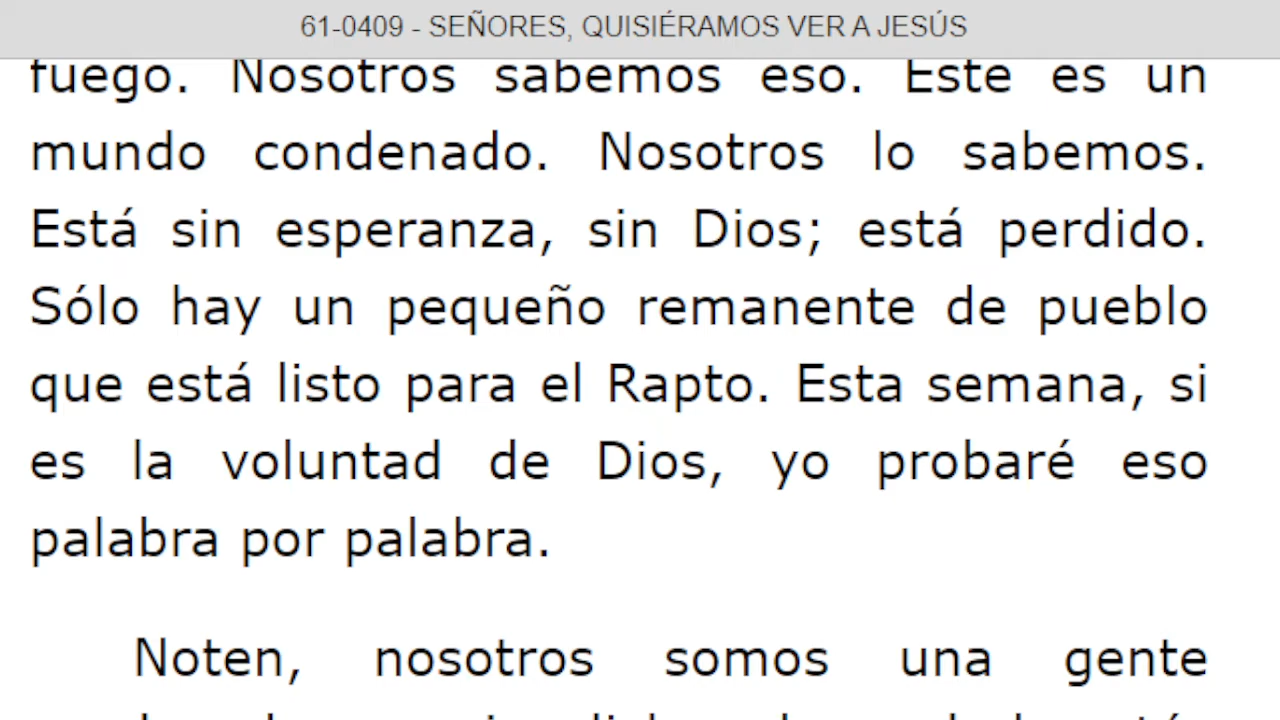 61-0409 - SEÑORES, QUISIÉRAMOS VER A JESÚS
fuego. Nosotros sabemos eso. Este es un
mundo condenado. Nosotros lo sabemos.
Está sin esperanza, sin Dios; está perdido.
Sólo hay un pequeño remanente de pueblo
que está listo para el Rapto. Esta semana, si
es la voluntad de Dios, yo probaré eso
palabra por palabra.
Noten, nosotros somos una gente